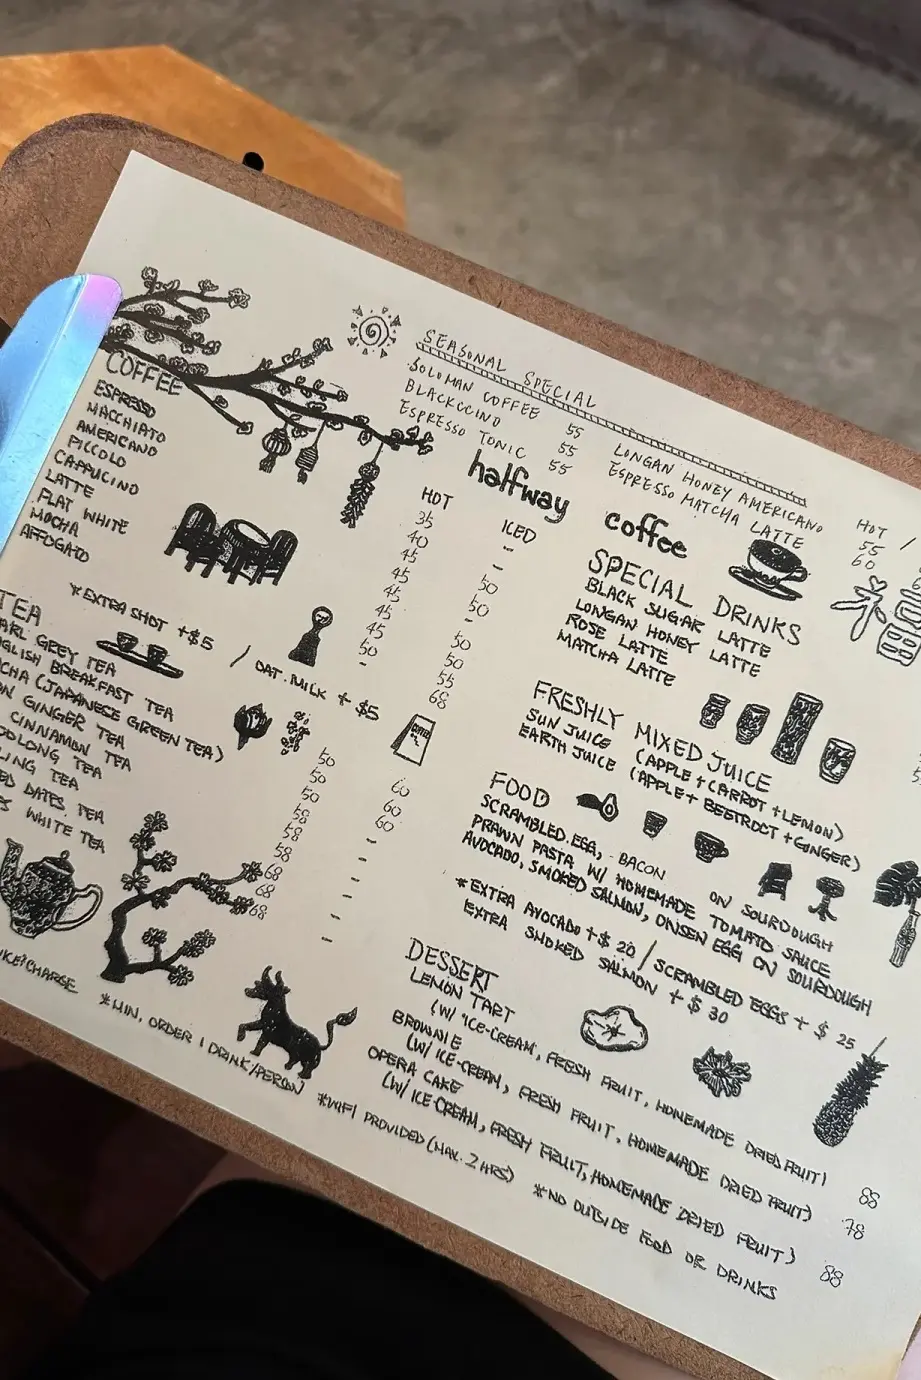 SEASONAL SPECIAL
SOLOMAN COFFEE 55
BLACKCCINO 55
ESPRESSO TONIC 55
LONGAN HONEY AMERICANO 55
ESPRESSO MATCHA LATTE 60
HOT /
halfway coffee
福
COFFEE HOT ICED
ESPRESSO 35 -
MACCHIATO 40 -
AMERICANO 45 50
PICCOLO 45 50
CAPPUCINO 45 50
LATTE 45 50
FLAT WHITE 45 55
MOCHA 50 68
AFFOGATO -
*EXTRA SHOT +$5 / OAT MILK +$5
TEA
EARL GREY TEA 50 60
ENGLISH BREAKFAST TEA 50 60
(JAPANESE GREEN TEA) 50 60
GINGER TEA 58 -
CINNAMON TEA 58 -
OOLONG TEA 58 -
TEA 68 -
DATES TEA 68 -
WHITE TEA 68 -
CHARGE
*MIN. ORDER 1 DRINK/PERSON
*WIFI PROVIDED (MAX. 2 HRS)
*NO OUTSIDE FOOD OR DRINKS
SPECIAL DRINKS
BLACK SUGAR LATTE
LONGAN HONEY LATTE
ROSE LATTE
MATCHA LATTE
FRESHLY MIXED JUICE
SUN JUICE (APPLE + CARROT + LEMON)
EARTH JUICE (APPLE + BEETROOT + GINGER)
FOOD
SCRAMBLED EGG, BACON ON SOURDOUGH
PRAWN PASTA W/ HOMEMADE TOMATO SAUCE
AVOCADO, SMOKED SALMON, ONSEN EGG ON SOURDOUGH
*EXTRA AVOCADO +$20 / SCRAMBLED EGGS +$25
EXTRA SMOKED SALMON +$30
DESSERT
LEMON TART
(W/ ICE-CREAM, FRESH FRUIT, HOMEMADE DRIED FRUIT) 88
BROWNIE
(W/ ICE-CREAM, FRESH FRUIT, HOMEMADE DRIED FRUIT) 78
OPERA CAKE
(W/ ICE CREAM, FRESH FRUIT, HOMEMADE DRIED FRUIT) 88